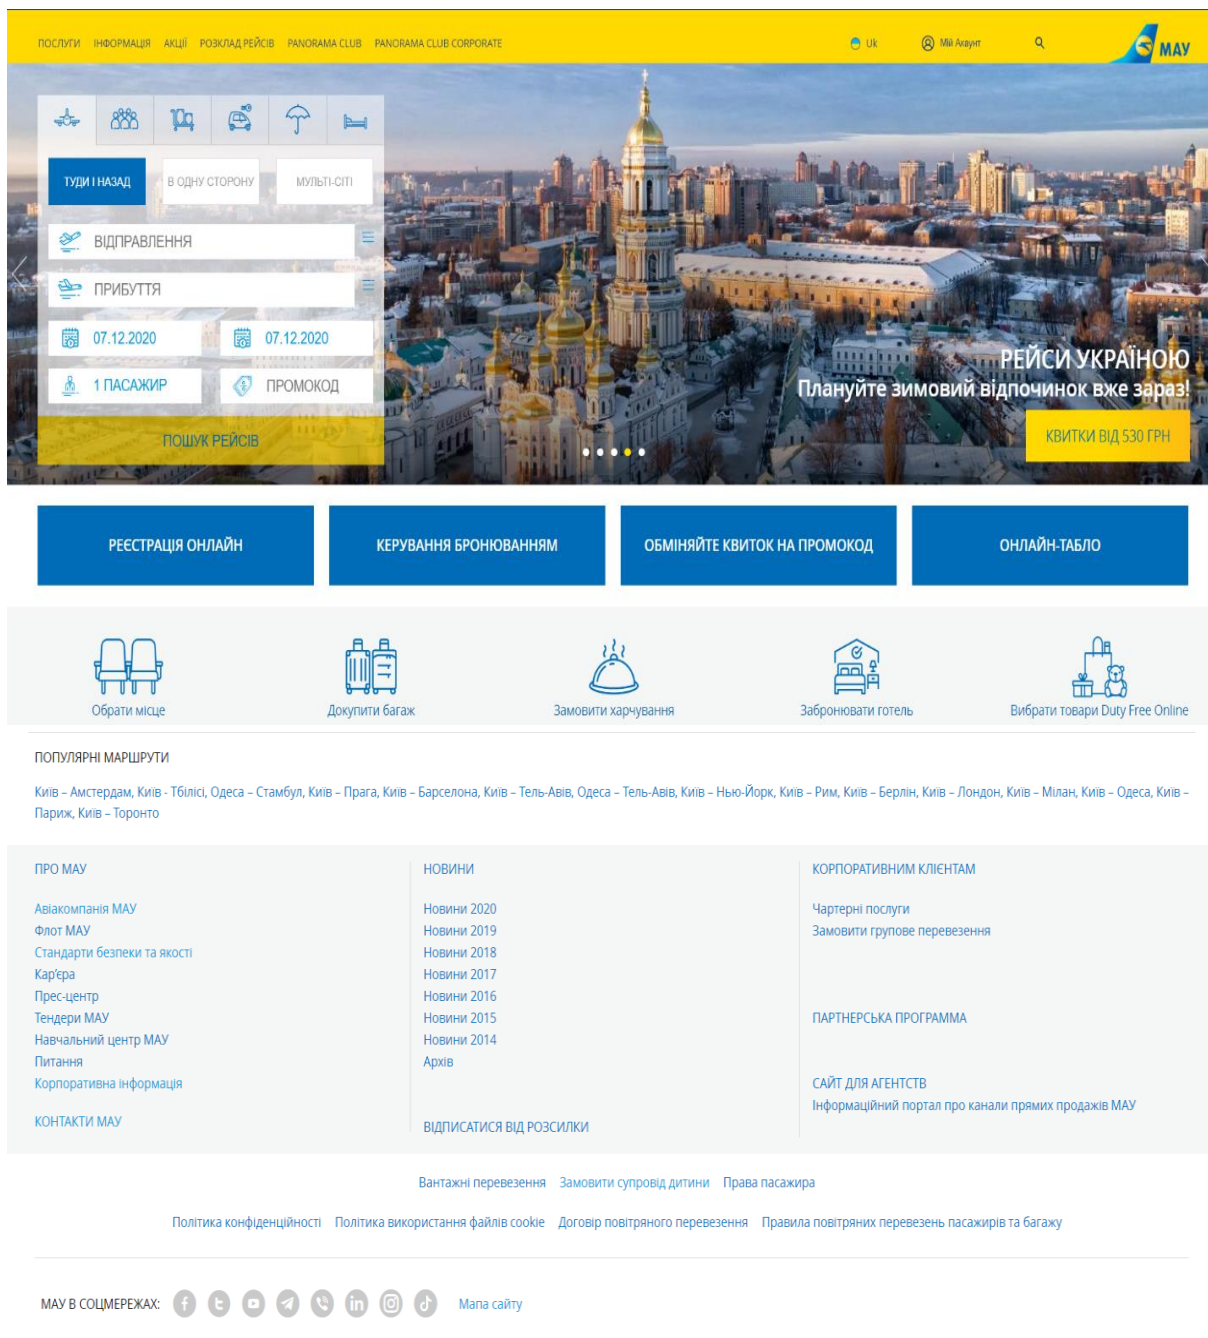 ПОСЛУГИ ІНФОРМАЦІЯ АКЦІЇ РОЗКЛАД РЕЙСІВ PANORAMA CLUB PANORAMA CLUB CORPORATE Uk Мій Акаунт МАУ
ТУДИ І НАЗАД В ОДНУ СТОРОНУ МУЛЬТІ-СІТІ
ВІДПРАВЛЕННЯ
ПРИБУТТЯ
07.12.2020 07.12.2020
1 ПАСАЖИР ПРОМОКОД
ПОШУК РЕЙСІВ
РЕЙСИ УКРАЇНОЮ
Плануйте зимовий відпочинок вже зараз!
КВИТКИ ВІД 530 ГРН
РЕЄСТРАЦІЯ ОНЛАЙН КЕРУВАННЯ БРОНЮВАННЯМ ОБМІНЯЙТЕ КВИТОК НА ПРОМОКОД ОНЛАЙН-ТАБЛО
Обрати місце Докупити багаж Замовити харчування Забронювати готель Вибрати товари Duty Free Online
ПОПУЛЯРНІ МАРШРУТИ
Київ – Амстердам, Київ - Тбілісі, Одеса – Стамбул, Київ – Прага, Київ – Барселона, Київ – Тель-Авів, Одеса – Тель-Авів, Київ – Нью-Йорк, Київ – Рим, Київ – Берлін, Київ – Лондон, Київ – Мілан, Київ – Одеса, Київ –
Париж, Київ – Торонто
ПРО МАУ
Авіакомпанія МАУ
Флот МАУ
Стандарти безпеки та якості
Кар'єра
Прес-центр
Тендери МАУ
Навчальний центр МАУ
Питання
Корпоративна інформація
КОНТАКТИ МАУ
НОВИНИ
Новини 2020
Новини 2019
Новини 2018
Новини 2017
Новини 2016
Новини 2015
Новини 2014
Архів
ВІДПИСАТИСЯ ВІД РОЗСИЛКИ
КОРПОРАТИВНИМ КЛІЄНТАМ
Чартерні послуги
Замовити групове перевезення
ПАРТНЕРСЬКА ПРОГРАММА
САЙТ ДЛЯ АГЕНТСТВ
Інформаційний портал про канали прямих продажів МАУ
Вантажні перевезення Замовити супровід дитини Права пасажира
Політика конфіденційності Політика використання файлів cookie Договір повітряного перевезення Правила повітряних перевезень пасажирів та багажу
МАУ В СОЦМЕРЕЖАХ: Мапа сайту